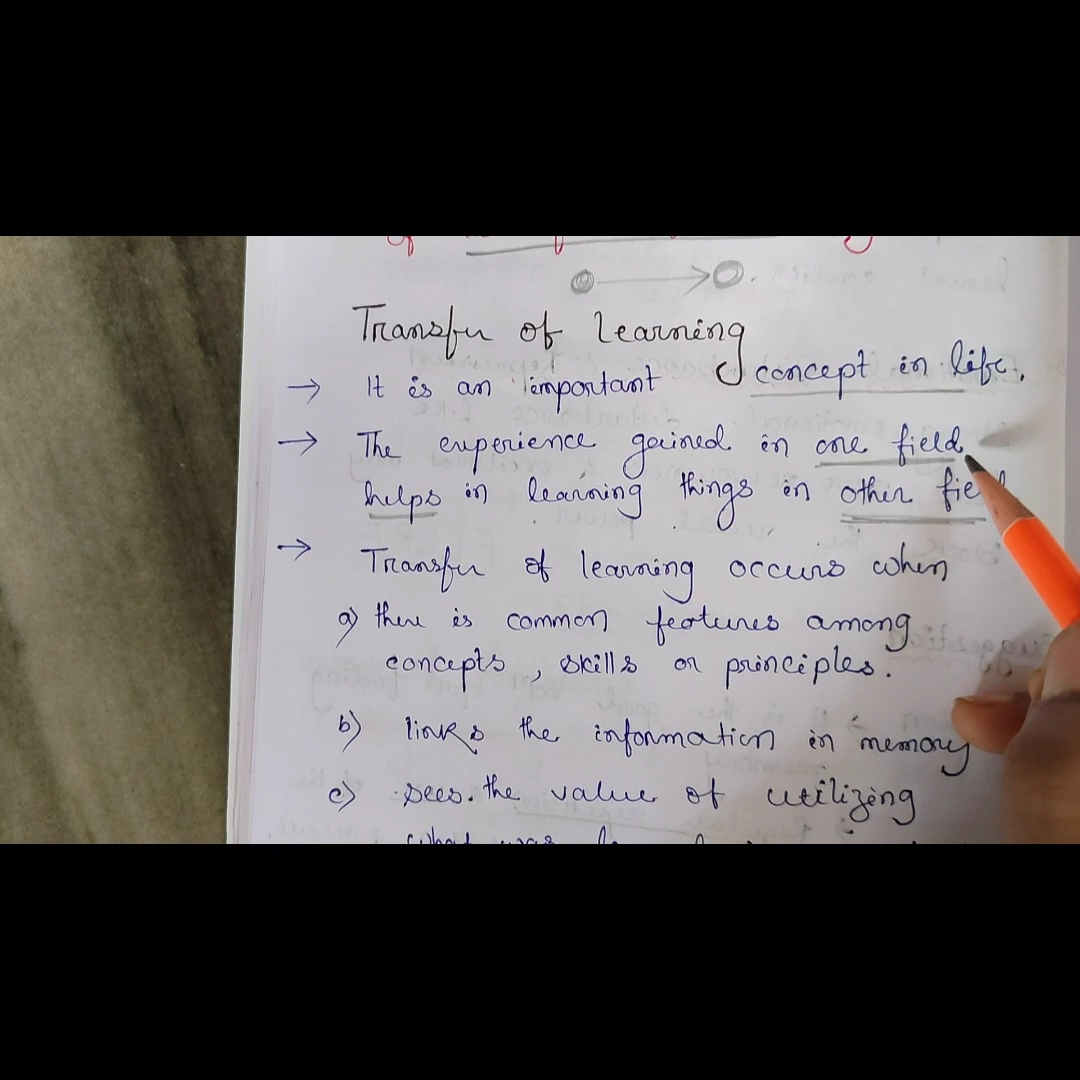 Transfer of learning
→ It is an important concept in life.
→ The experience gained in one field
helps in learning things in other
→ Transfer of learning occurs when
a) there is common features among
concepts, skills or principles.
b) links the information in memory
c) sees the value of utilizing